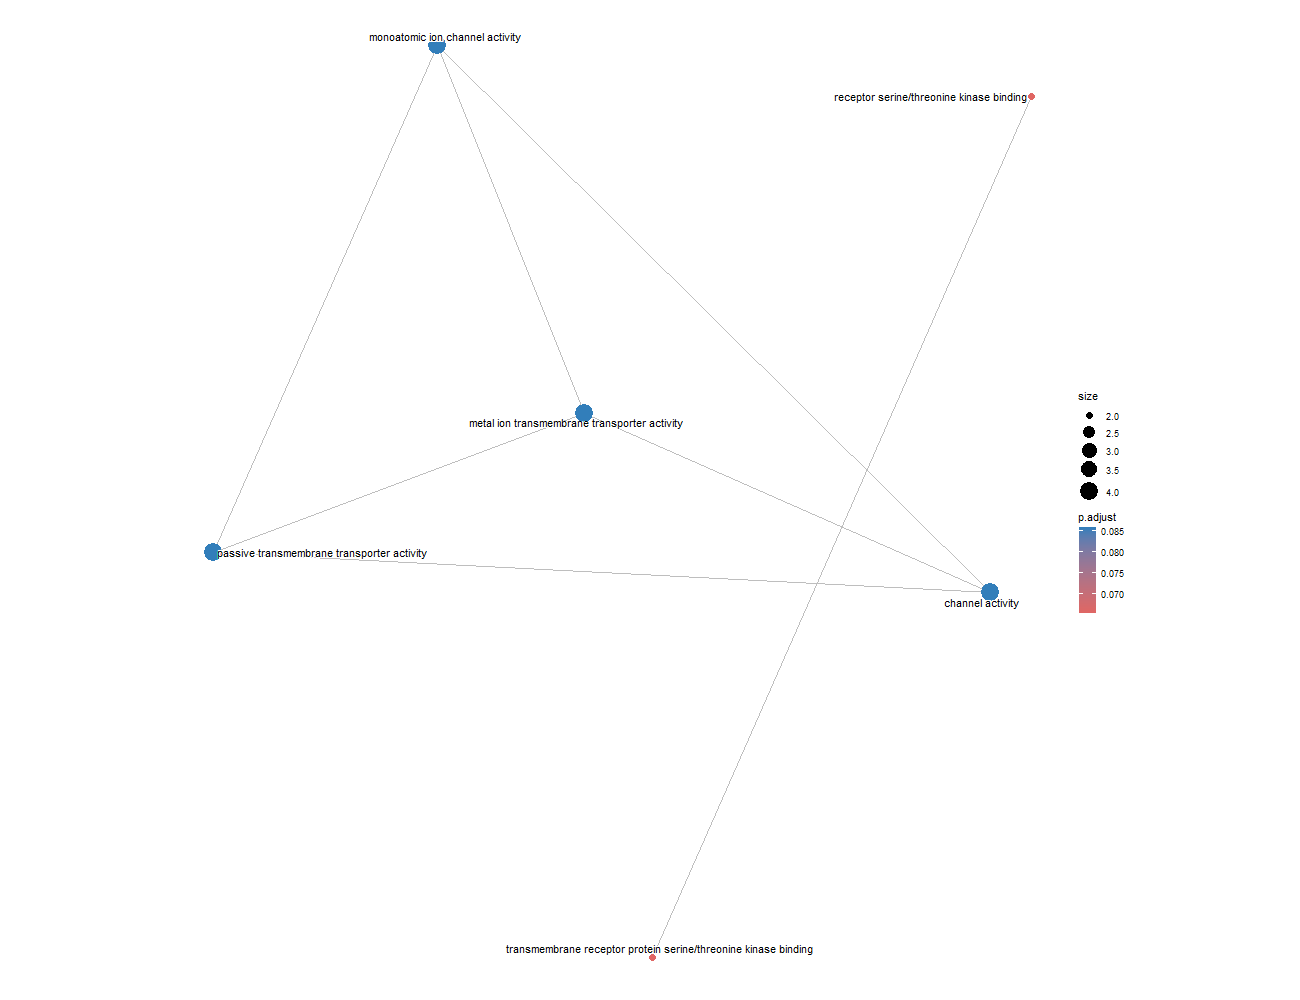 monoatomic ion channel activity
receptor serine/threonine kinase binding
size
2.0
2.5
3.0
3.5
4.0
metal ion transmembrane transporter activity
p.adjust
0.085
0.080
0.075
0.070
passive transmembrane transporter activity
channel activity
transmembrane receptor protein serine/threonine kinase binding